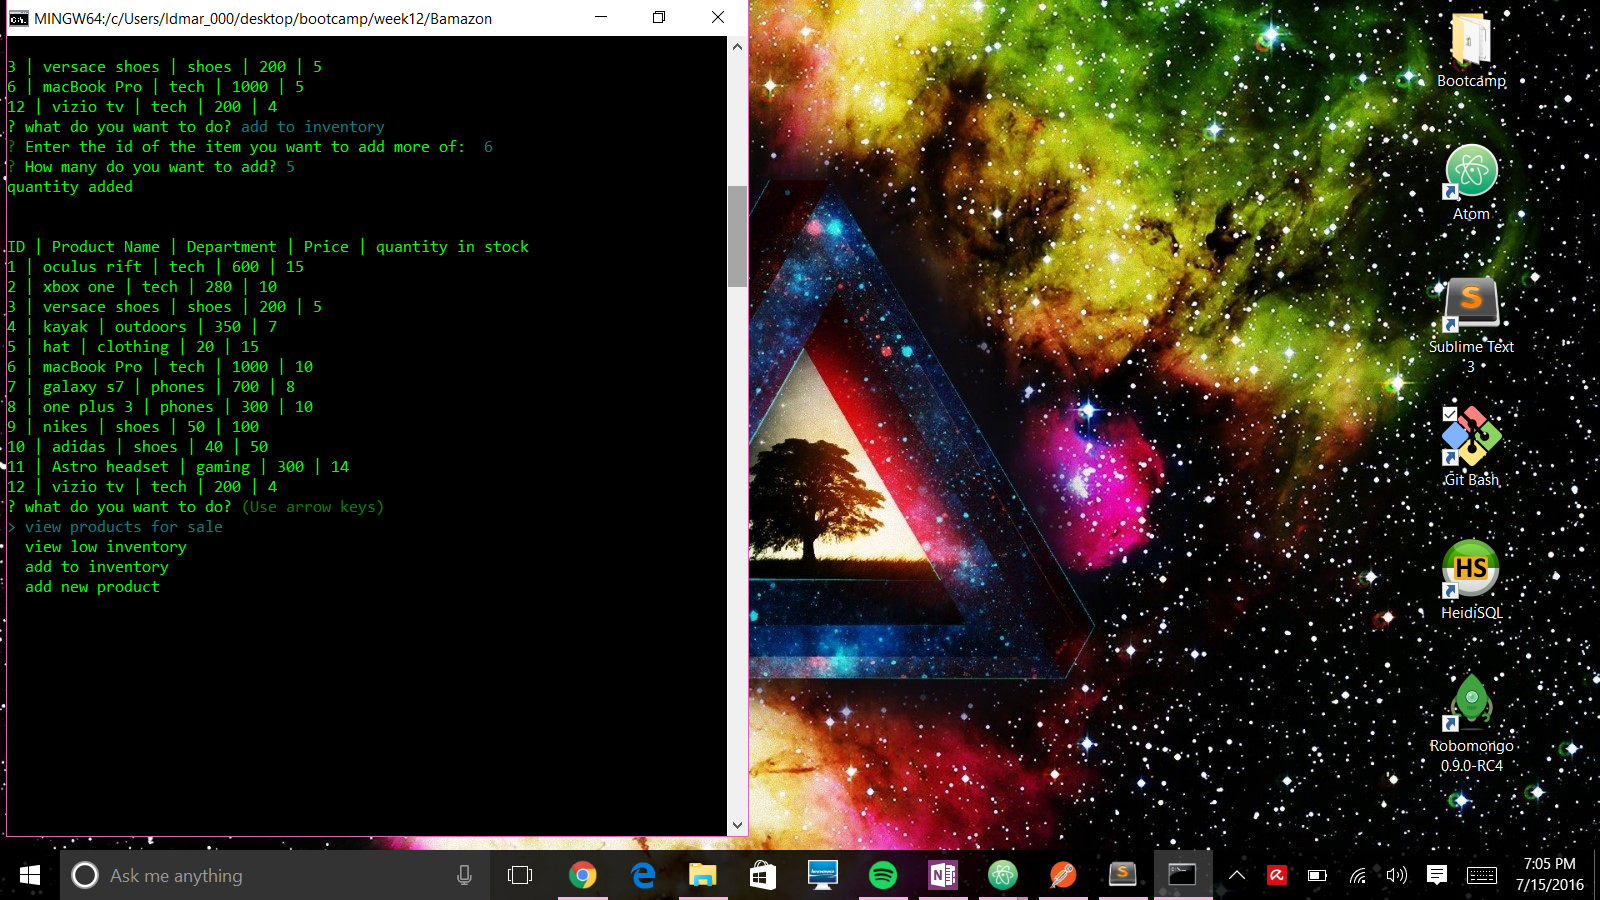 MINGW64:/c/Users/Idmar_000/desktop/bootcamp/week12/Bamazon
3 | versace shoes | shoes | 200 | 5
6 | macBook Pro | tech | 1000 | 5
12 | vizio tv | tech | 200 | 4
? what do you want to do? add to inventory
? Enter the id of the item you want to add more of:  6
? How many do you want to add? 5
quantity added
ID | Product Name | Department | Price | quantity in stock
1 | oculus rift | tech | 600 | 15
2 | xbox one | tech | 280 | 10
3 | versace shoes | shoes | 200 | 5
4 | kayak | outdoors | 350 | 7
5 | hat | clothing | 20 | 15
6 | macBook Pro | tech | 1000 | 10
7 | galaxy s7 | phones | 700 | 8
8 | one plus 3 | phones | 300 | 10
9 | nikes | shoes | 50 | 100
10 | adidas | shoes | 40 | 50
11 | Astro headset | gaming | 300 | 14
12 | vizio tv | tech | 200 | 4
? what do you want to do? (Use arrow keys)
> view products for sale
view low inventory
add to inventory
add new product
Bootcamp
Atom
S
Sublime Text
3
Git Bash
HS
HeidiSQL
Robomongo
0.9.0-RC4
Ask me anything
7:05 PM
7/15/2016